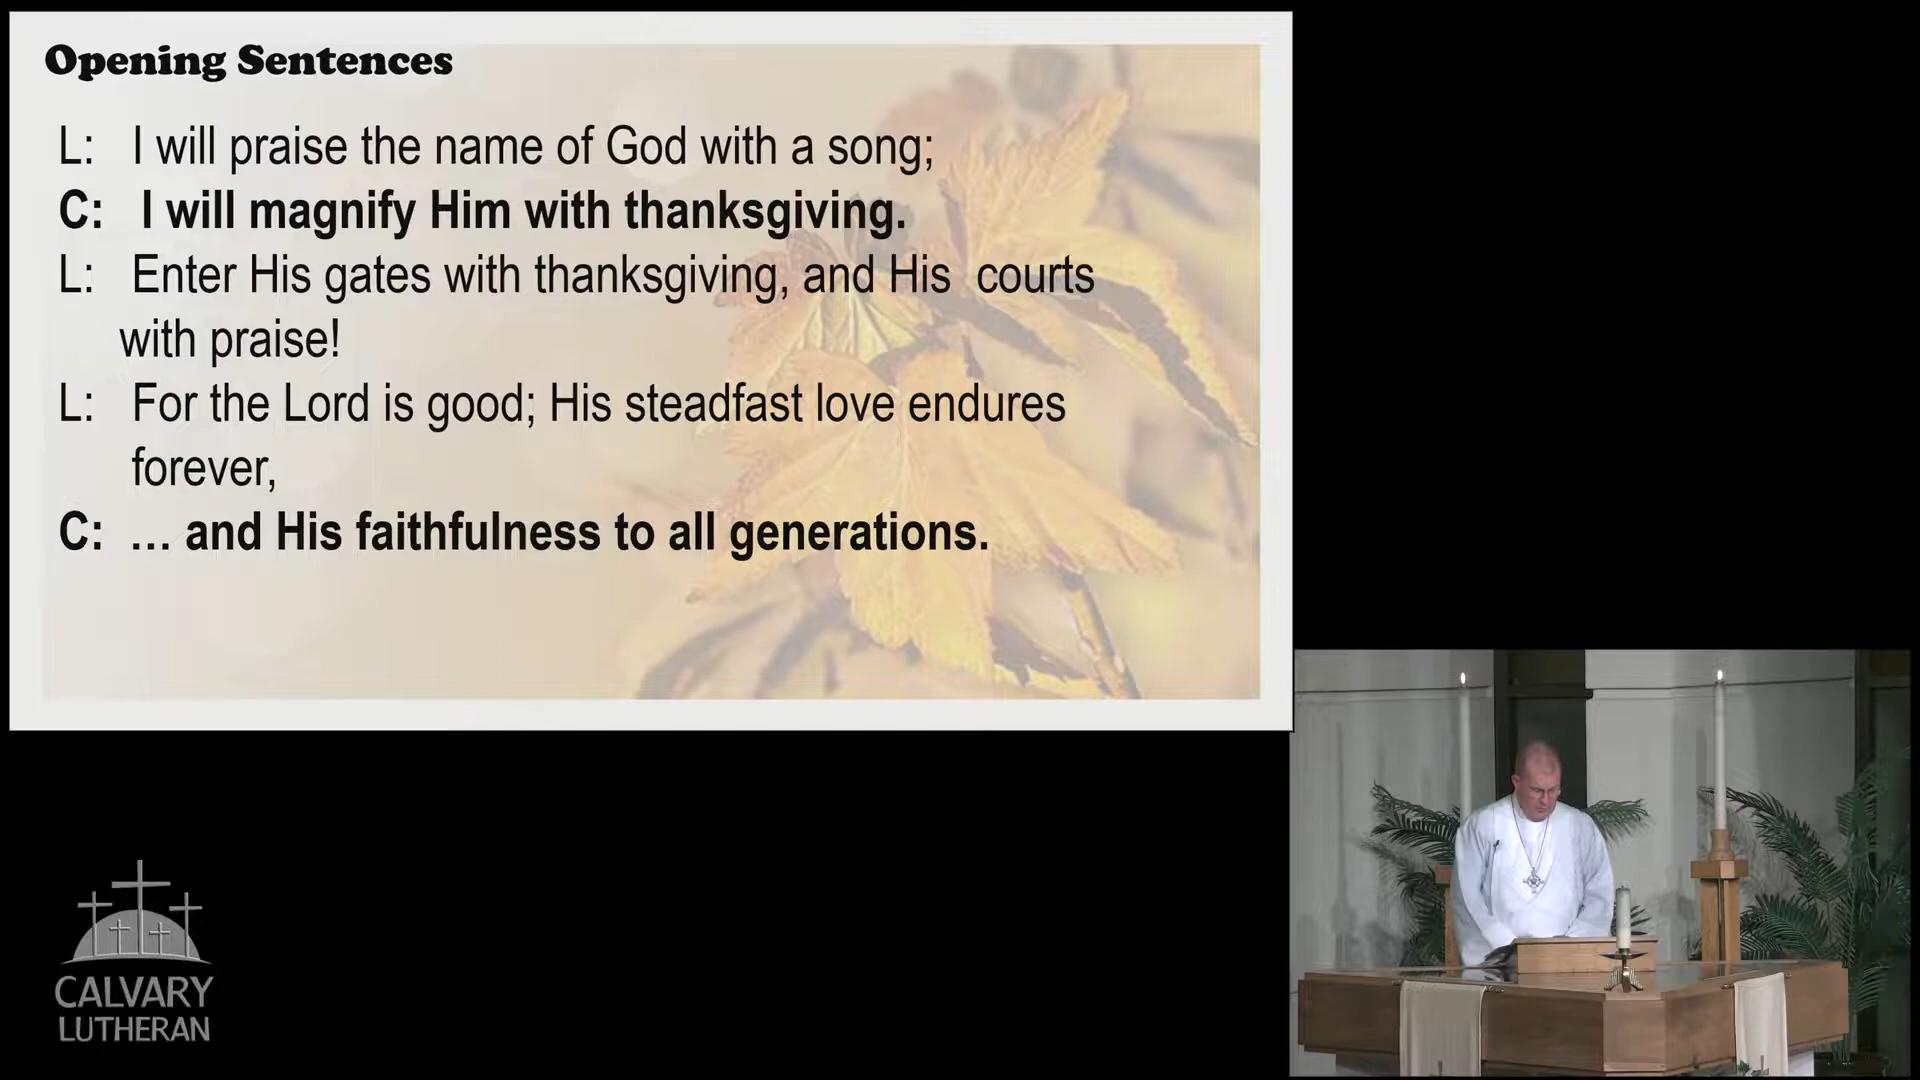 Opening Sentences
L: I will praise the name of God with a song;
C: I will magnify Him with thanksgiving.
L: Enter His gates with thanksgiving, and His courts
with praise!
L: For the Lord is good; His steadfast love endures
forever,
C: … and His faithfulness to all generations.
CALVARY
LUTHERAN